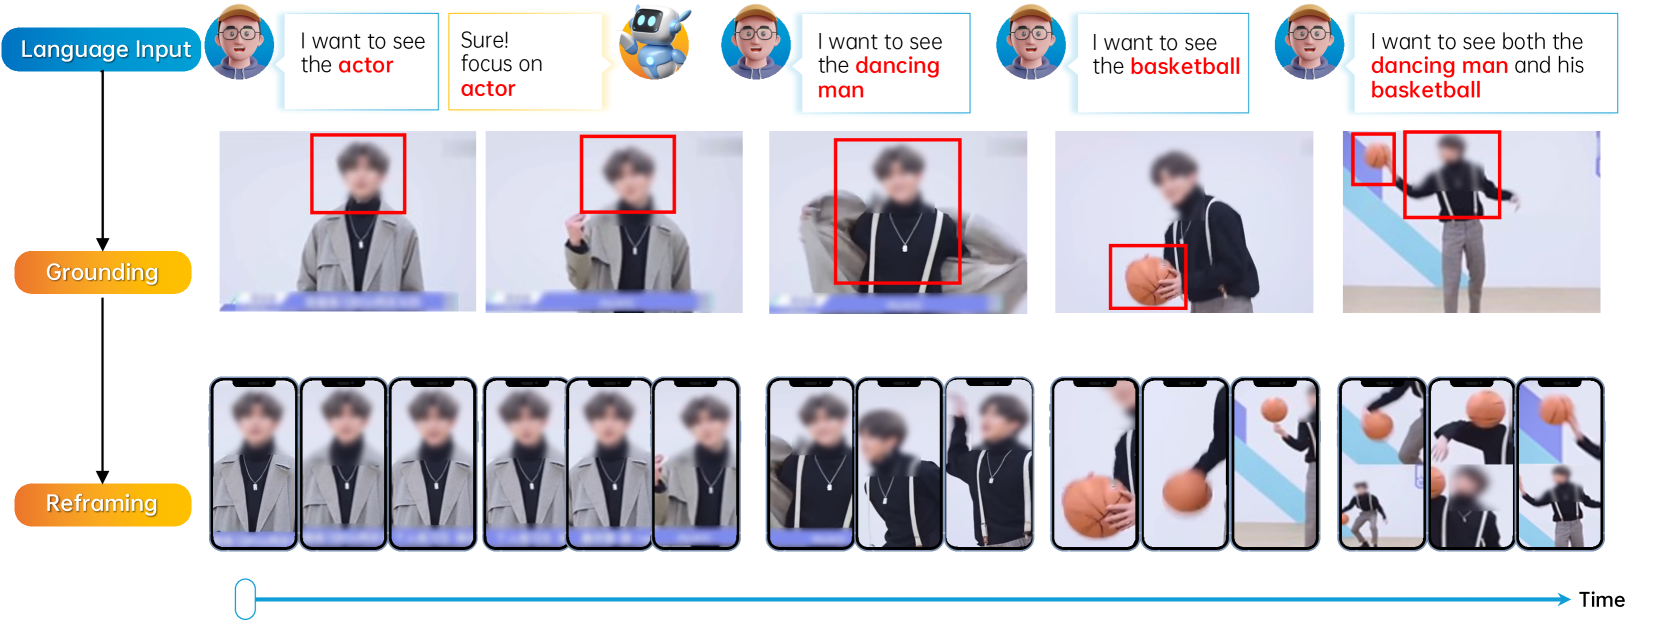 Language Input
I want to see
the actor
Sure!
focus on
actor
I want to see
the dancing
man
I want to see
the basketball
I want to see both the
dancing man and his
basketball
Grounding
Reframing
Time